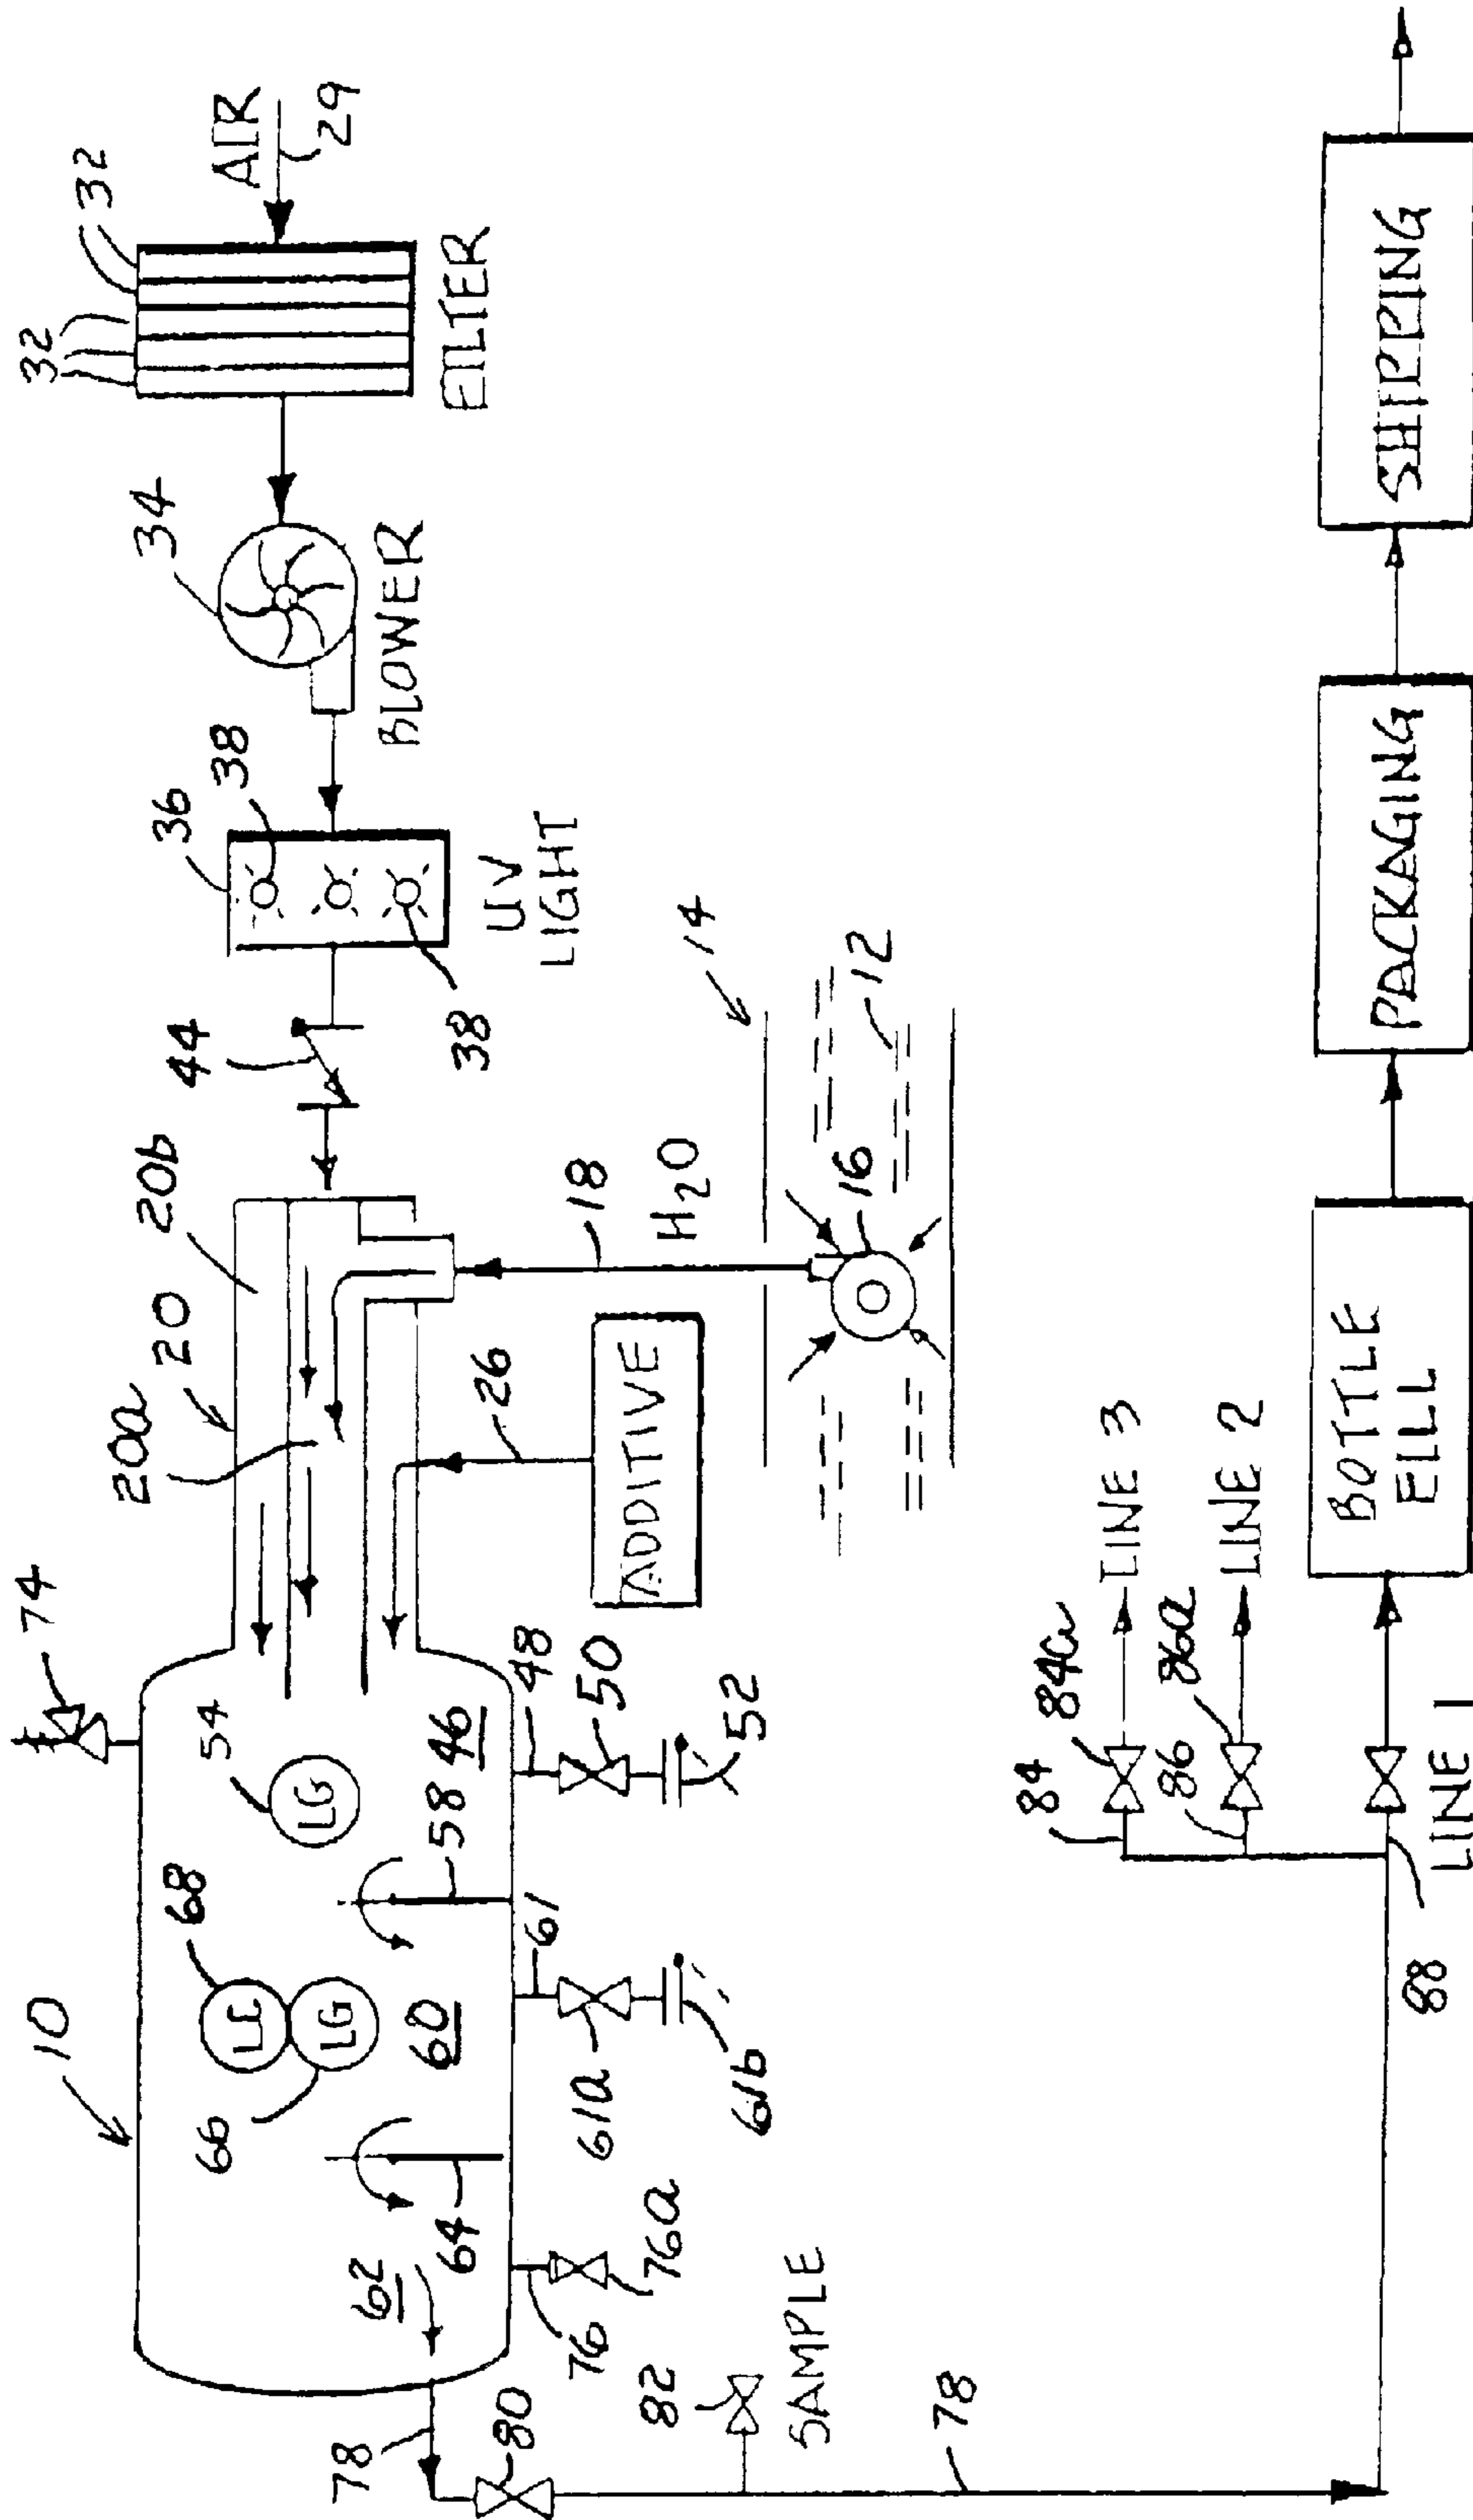 AIR
29
32
32
FILTER
34
BLOWER
36
38
38
UV
LIGHT
44
20b
20
20a
18
H₂O
14
12
16
26
ADDITIVE
74
10
54
LG
68
LC
66
LG
46
48
50
52
58
60
61
61a
61b
62
64
76
76a
78
80
82
SAMPLE
78
84
84a
LINE 3
86
86a
LINE 2
88
LINE 1
BOTTLE
FILL
PACKAGING
SHIPPING